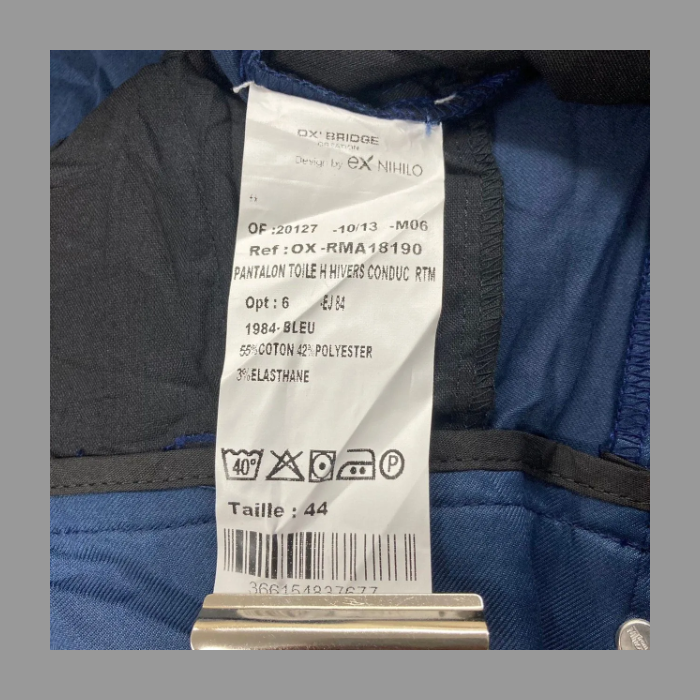 OX' BRIDGE
Design by ex NIHILO
OF :20127 -10/13 -M06
Ref : OX -RMA18190
PANTALON TOILE H HIVERS CONDUC RTM
Opt : 6 -EJ 84
1984- BLEU
55%COTON 42%POLYESTER
3%ELASTHANE
40° P
Taille : 44